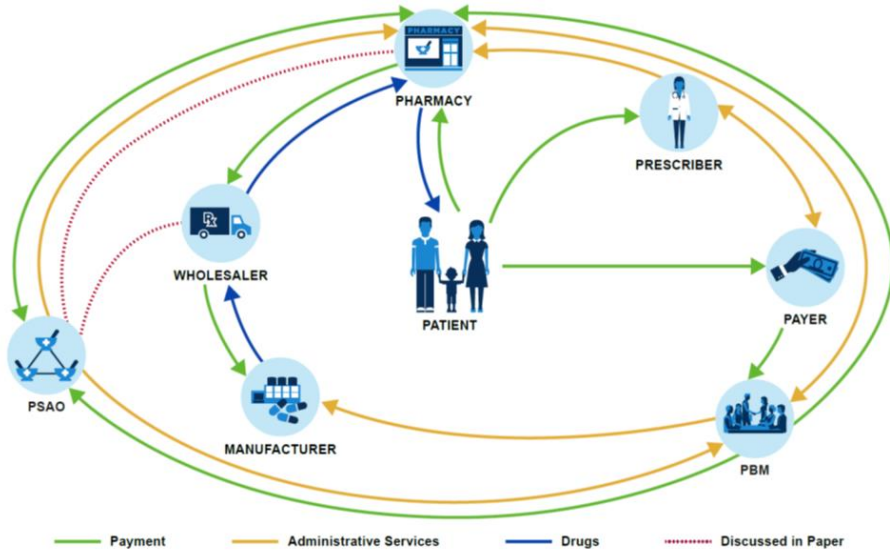 PHARMACY
PHARMACY
PRESCRIBER
WHOLESALER
PATIENT
PAYER
PSAO
MANUFACTURER
PBM
Payment
Administrative Services
Drugs
Discussed in Paper